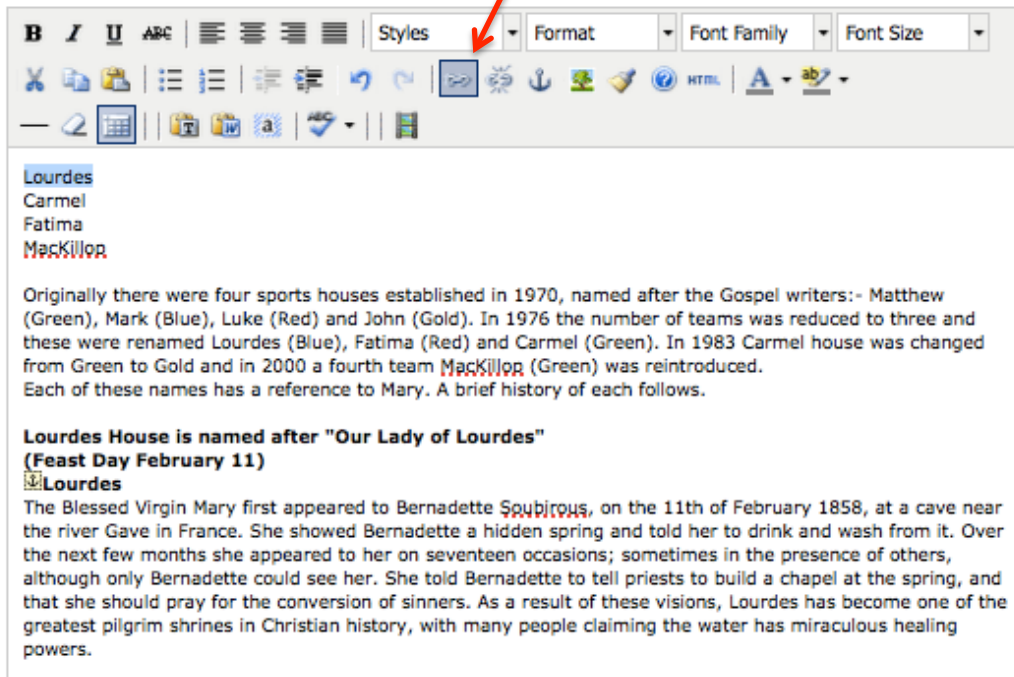 B I U ABC Styles Format Font Family Font Size
HTML A ab
T W a ABC
Lourdes
Carmel
Fatima
MacKillop
Originally there were four sports houses established in 1970, named after the Gospel writers:- Matthew
(Green), Mark (Blue), Luke (Red) and John (Gold). In 1976 the number of teams was reduced to three and
these were renamed Lourdes (Blue), Fatima (Red) and Carmel (Green). In 1983 Carmel house was changed
from Green to Gold and in 2000 a fourth team MacKillop (Green) was reintroduced.
Each of these names has a reference to Mary. A brief history of each follows.
Lourdes House is named after "Our Lady of Lourdes"
(Feast Day February 11)
Lourdes
The Blessed Virgin Mary first appeared to Bernadette Soubirous, on the 11th of February 1858, at a cave near
the river Gave in France. She showed Bernadette a hidden spring and told her to drink and wash from it. Over
the next few months she appeared to her on seventeen occasions; sometimes in the presence of others,
although only Bernadette could see her. She told Bernadette to tell priests to build a chapel at the spring, and
that she should pray for the conversion of sinners. As a result of these visions, Lourdes has become one of the
greatest pilgrim shrines in Christian history, with many people claiming the water has miraculous healing
powers.